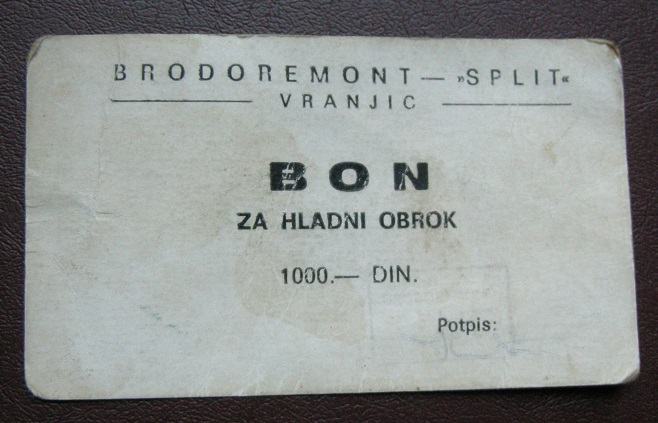 BRODOREMONT — »SPLIT«
VRANJIC
BON
ZA HLADNI OBROK
1000.— DIN.
Potpis: